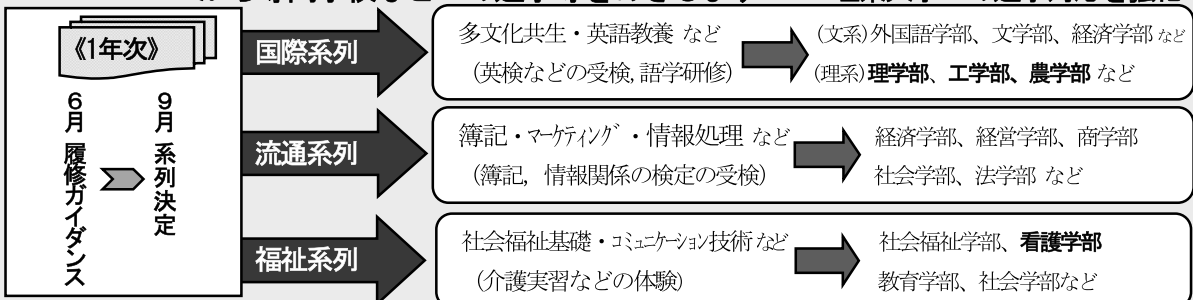 《1年次》
6月 履修ガイダンス
9月 系列決定
国際系列
多文化共生・英語教養 など
(英検などの受検,語学研修)
(文系)外国語学部、文学部、経済学部 など
(理系)理学部、工学部、農学部 など
流通系列
簿記・マーケティング・情報処理 など
(簿記, 情報関係の検定の受検)
経済学部、経営学部、商学部
社会学部、法学部 など
福祉系列
社会福祉基礎・コミュニケーション技術 など
(介護実習などの体験)
社会福祉学部、看護学部
教育学部、社会学部など